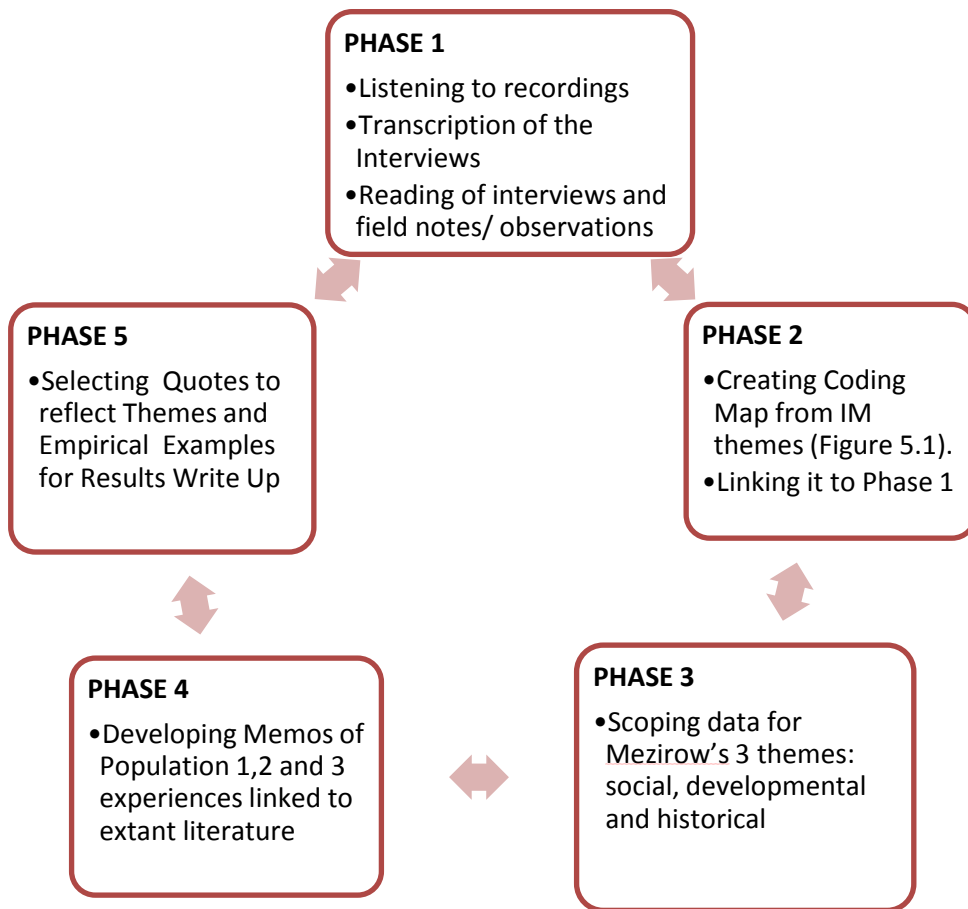 PHASE 1
•Listening to recordings
•Transcription of the
Interviews
•Reading of interviews and
field notes/ observations
PHASE 2
•Creating Coding
Map from IM
themes (Figure 5.1).
•Linking it to Phase 1
PHASE 3
•Scoping data for
Mezirow’s 3 themes:
social, developmental
and historical
PHASE 4
•Developing Memos of
Population 1,2 and 3
experiences linked to
extant literature
PHASE 5
•Selecting Quotes to
reflect Themes and
Empirical Examples
for Results Write Up